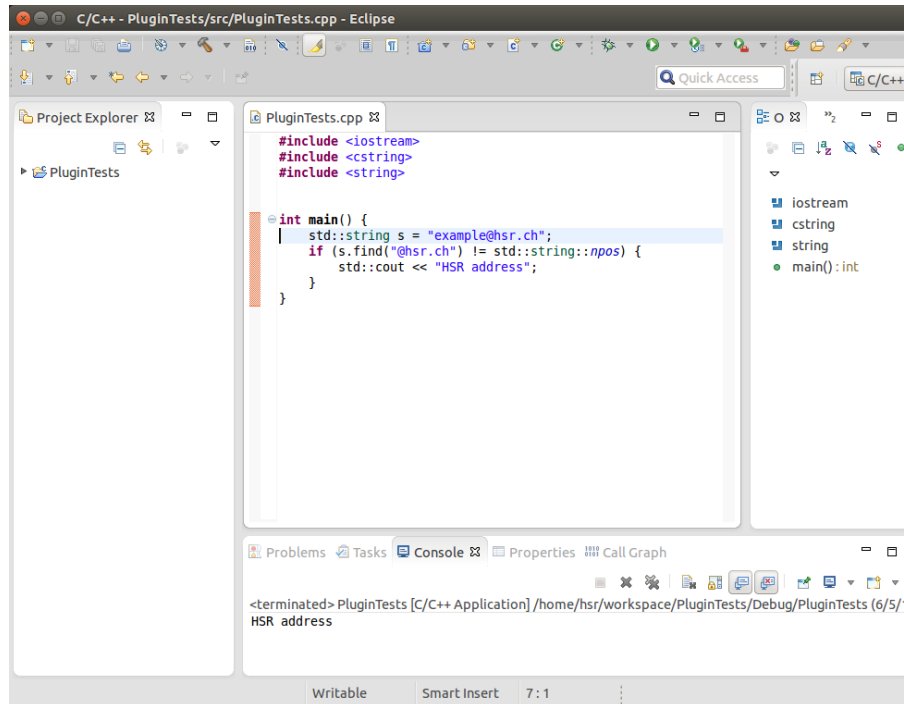 C/C++ - PluginTests/src/PluginTests.cpp - Eclipse
Quick Access
C/C++
Project Explorer
PluginTests
PluginTests.cpp
#include <iostream>
#include <cstring>
#include <string>
int main() {
    std::string s = "example@hsr.ch";
    if (s.find("@hsr.ch") != std::string::npos) {
        std::cout << "HSR address";
    }
}
O
»2
iostream
cstring
string
main() : int
Problems Tasks Console Properties Call Graph
<terminated> PluginTests [C/C++ Application] /home/hsr/workspace/PluginTests/Debug/PluginTests (6/5/
HSR address
Writable Smart Insert 7 : 1